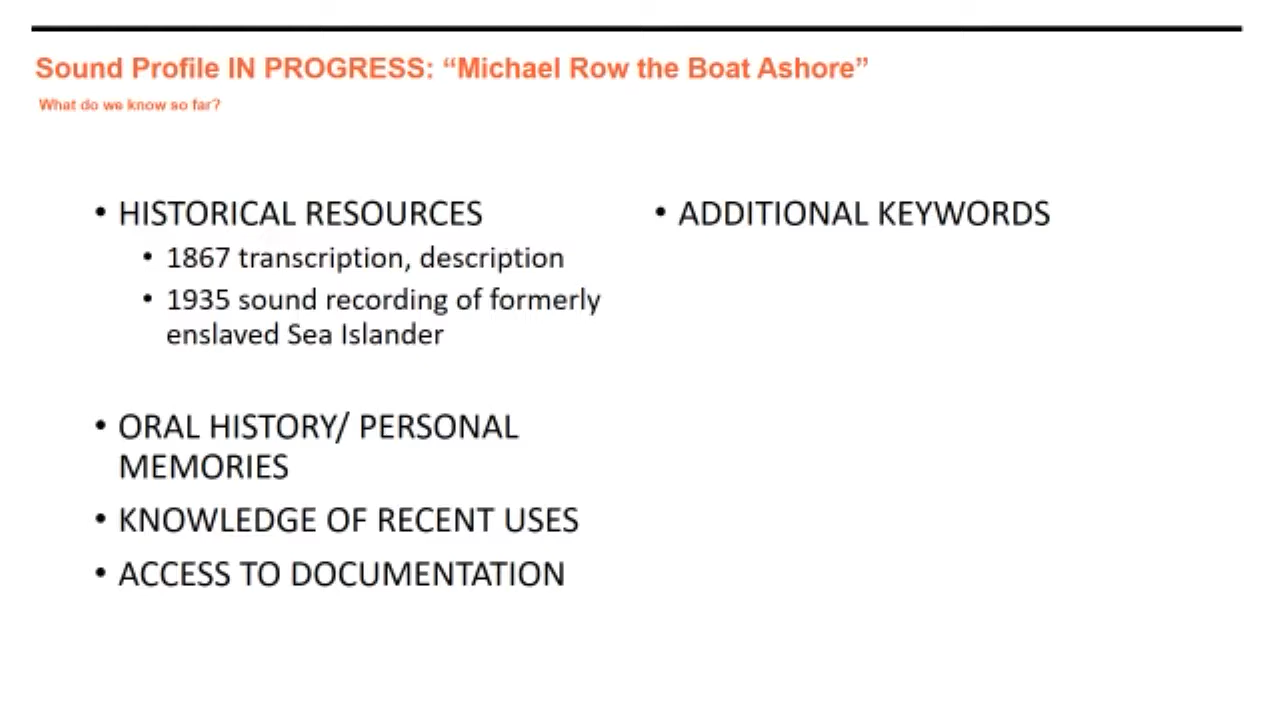 Sound Profile IN PROGRESS: “Michael Row the Boat Ashore”
What do we know so far?
• HISTORICAL RESOURCES
• 1867 transcription, description
• 1935 sound recording of formerly
enslaved Sea Islander
• ORAL HISTORY/ PERSONAL
MEMORIES
• KNOWLEDGE OF RECENT USES
• ACCESS TO DOCUMENTATION
• ADDITIONAL KEYWORDS